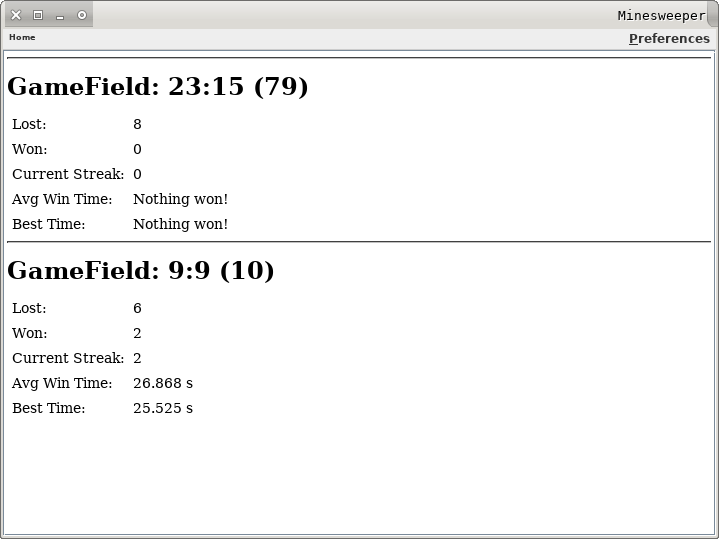 Minesweeper
Home Preferences
GameField: 23:15 (79)
Lost: 8
Won: 0
Current Streak: 0
Avg Win Time: Nothing won!
Best Time: Nothing won!
GameField: 9:9 (10)
Lost: 6
Won: 2
Current Streak: 2
Avg Win Time: 26.868 s
Best Time: 25.525 s